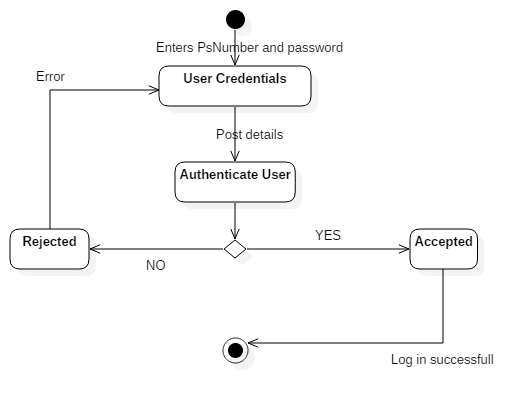 Enters PsNumber and password
Error
User Credentials
Post details
Authenticate User
YES
Rejected
Accepted
NO
Log in successfull